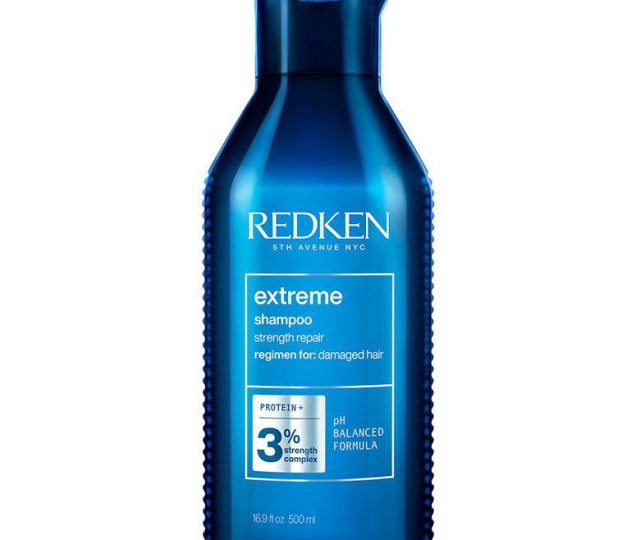 REDKEN
5TH AVENUE NYC
extreme
shampoo
strength repair
regimen for: damaged hair
PROTEIN+
3% strength complex
pH
BALANCED
FORMULA
16.9 fl oz 500 ml